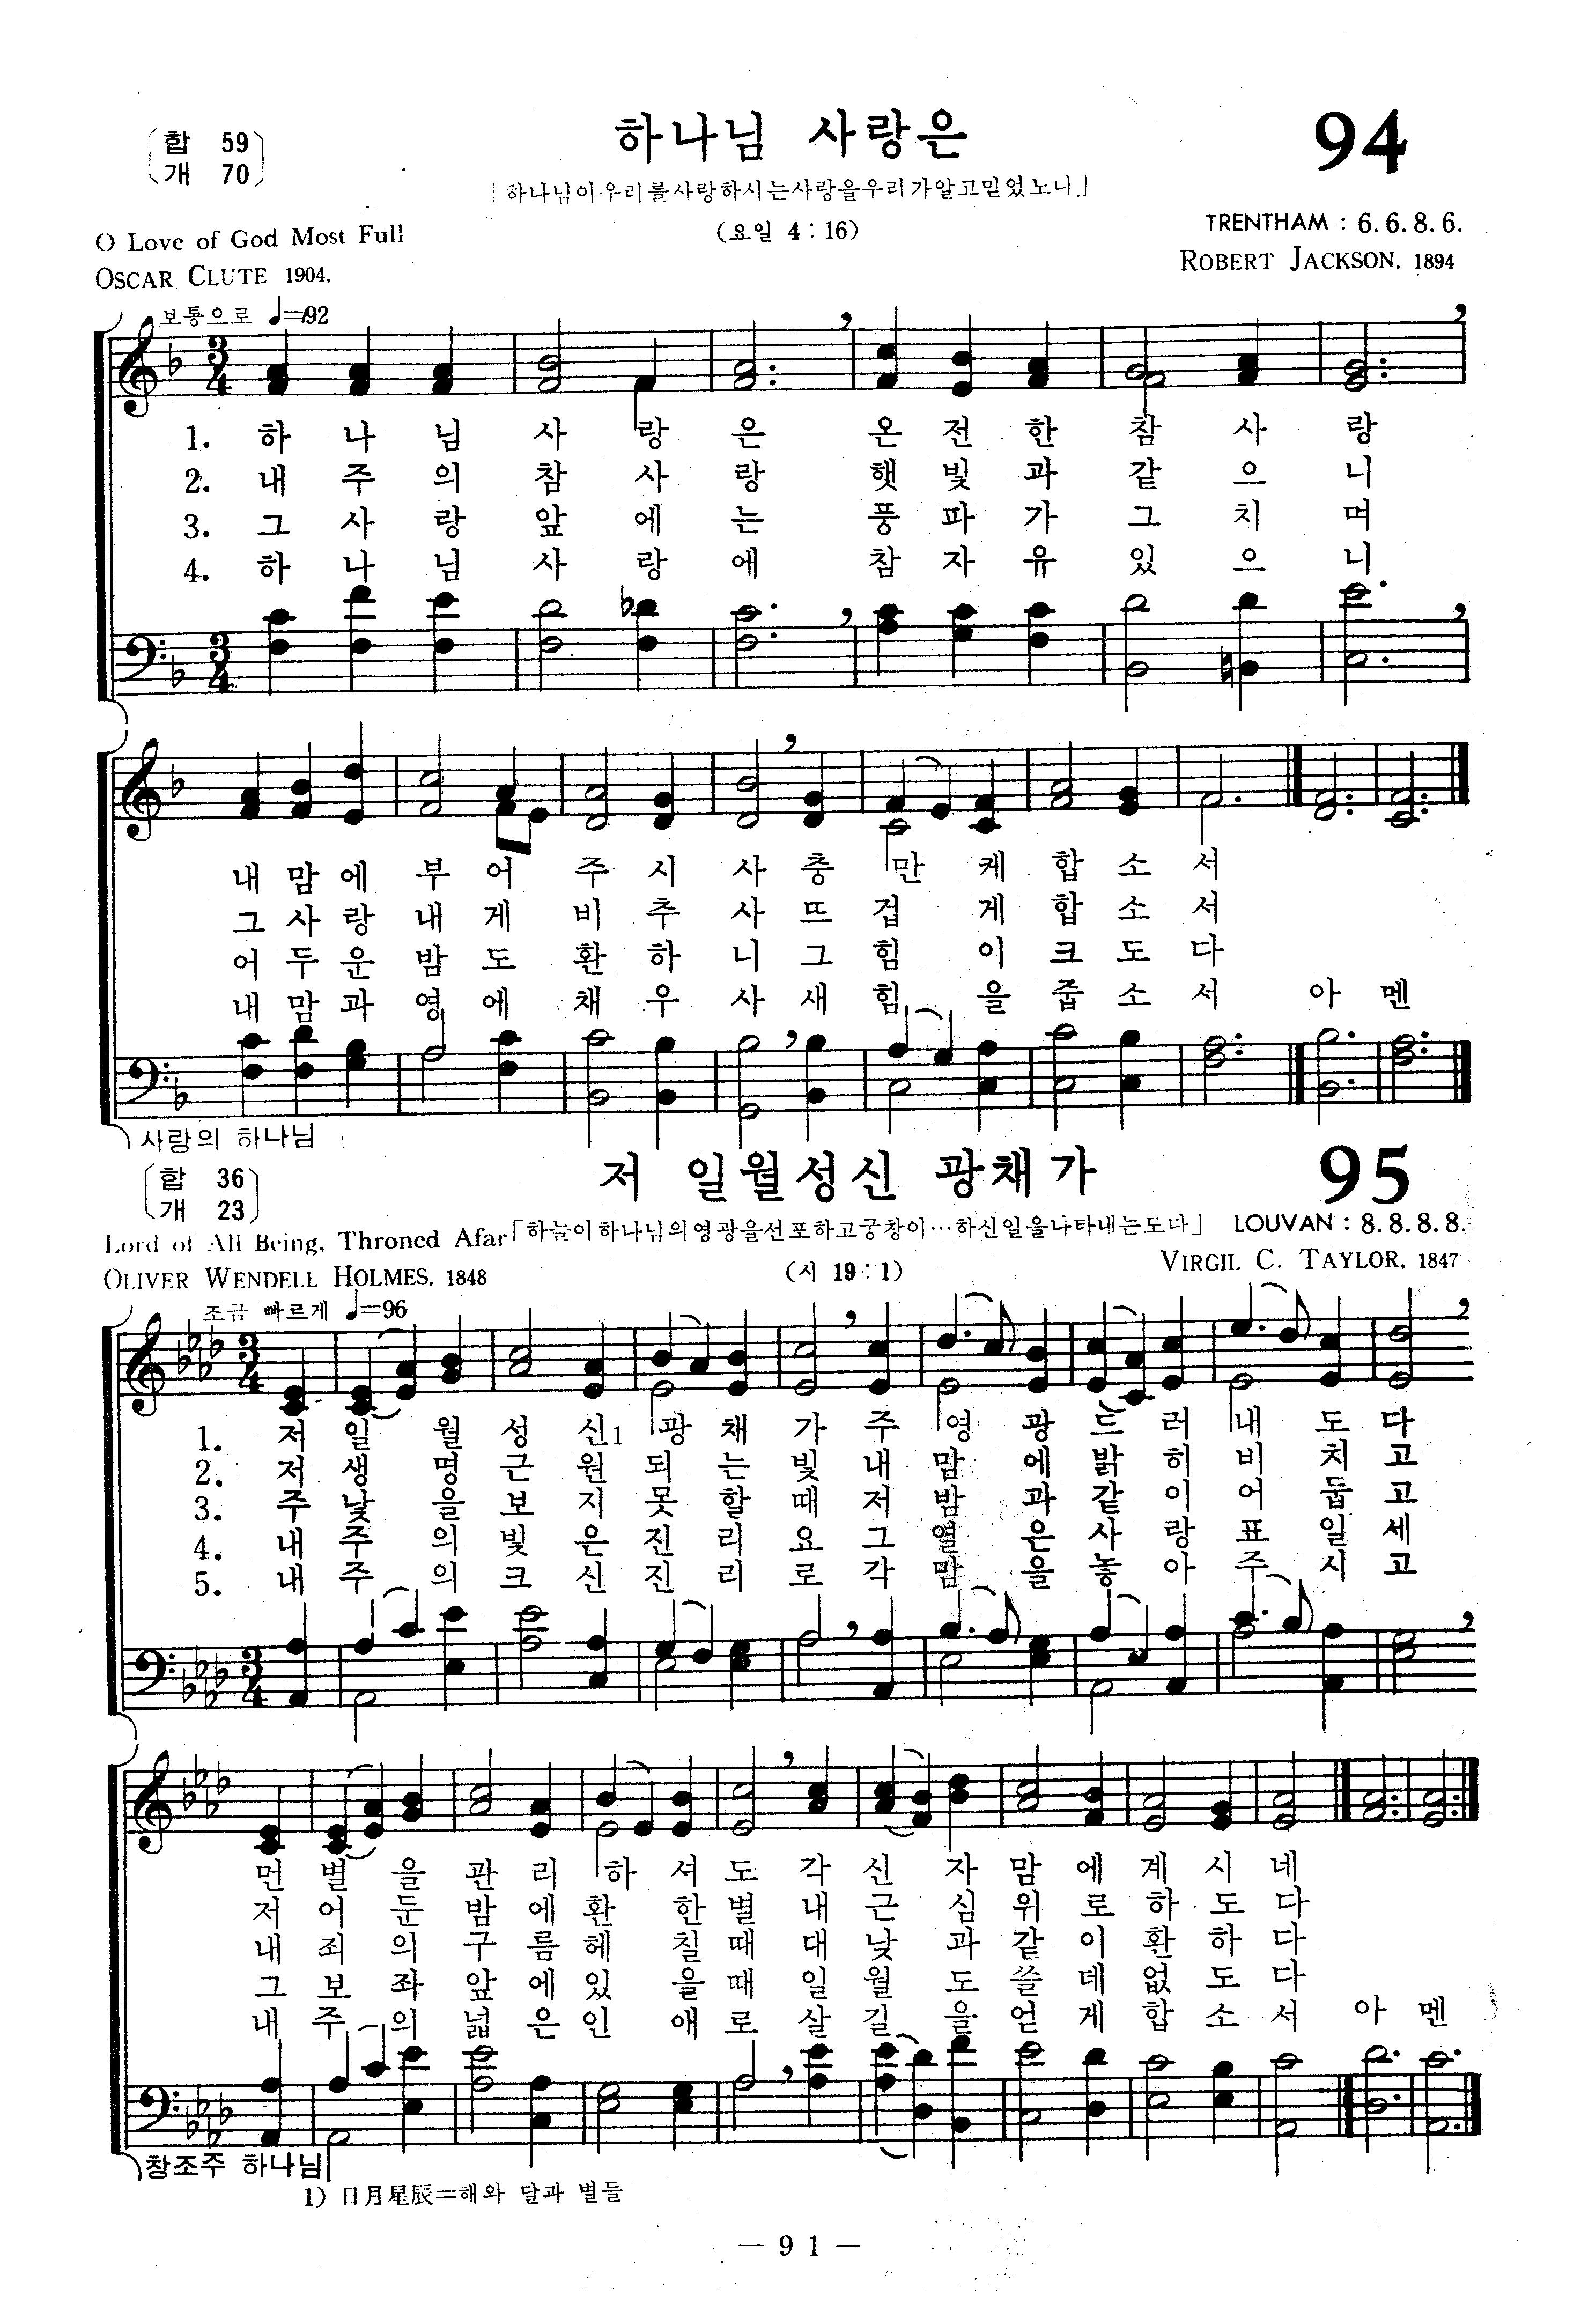 합 59
개 70
하나님 사랑은
94
「하나님이 우리를사랑하시는사랑을우리가알고믿었노니」
(요일 4 : 16)
O Love of God Most Full
OSCAR CLUTE 1904.
TRENTHAM : 6. 6. 8. 6.
ROBERT JACKSON, 1894
보통으로 ♩=92
1. 하 나 님 사 랑 은 온 전 한 참 사 랑
2. 내 주 의 참 사 랑 햇 빛 과 같 으 니
3. 그 사 랑 앞 에 는 풍 파 가 그 치 며
4. 하 나 님 사 랑 에 참 자 유 있 으 니
내 맘 에 부 어 주 시 사 충 만 케 합 소 서
그 사 랑 내 게 비 추 사 뜨 겁 게 합 소 서
어 두 운 밤 도 환 하 니 그 힘 이 크 도 다
내 맘 과 영 에 채 우 사 새 힘 을 줍 소 서 아 멘
사랑의 하나님
합 36
개 23
저 일월성신 광채가
95
Lord of All Being, Throned Afar
「하늘이하나님의영광을선포하고궁창이…하신일을나타내는도다」
LOUVAN : 8. 8. 8. 8.
OLIVER WENDELL HOLMES, 1848
(시 19 : 1)
VIRGIL C. TAYLOR, 1847
조금 빠르게 ♩=96
1. 저 일 월 성 신1 광 채 가 주 영 광 드 러 내 도 다
2. 저 생 명 근 원 되 는 빛 내 맘 에 밝 히 비 치 고
3. 주 낯 을 보 지 못 할 때 저 밤 과 같 이 어 둡 고
4. 내 주 의 빛 은 진 리 요 그 열 은 사 랑 표 일 세
5. 내 주 의 크 신 진 리 로 각 맘 을 놓 아 주 시 고
먼 별 을 관 리 하 셔 도 각 신 자 맘 에 계 시 네
저 어 둔 밤 에 환 한 별 내 근 심 위 로 하 도 다
내 죄 의 구 름 헤 칠 때 대 낮 과 같 이 환 하 다
그 보 좌 앞 에 있 을 때 일 월 도 쓸 데 없 도 다
내 주 의 넓 은 인 애 로 살 길 을 얻 게 합 소 서 아 멘
창조주 하나님
1) 日月星辰=해와 달과 별들
— 9 1 —